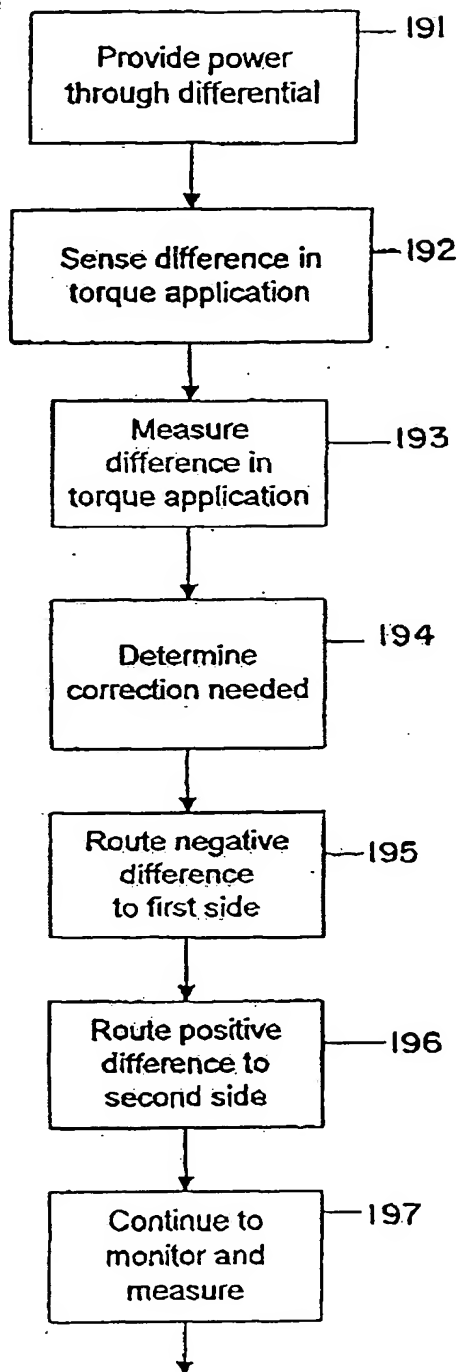 191
Provide power
through differential
192
Sense difference in
torque application
193
Measure
difference in
torque application
194
Determine
correction needed
195
Route negative
difference
to first side
196
Route positive
difference to
second side
197
Continue to
monitor and
measure